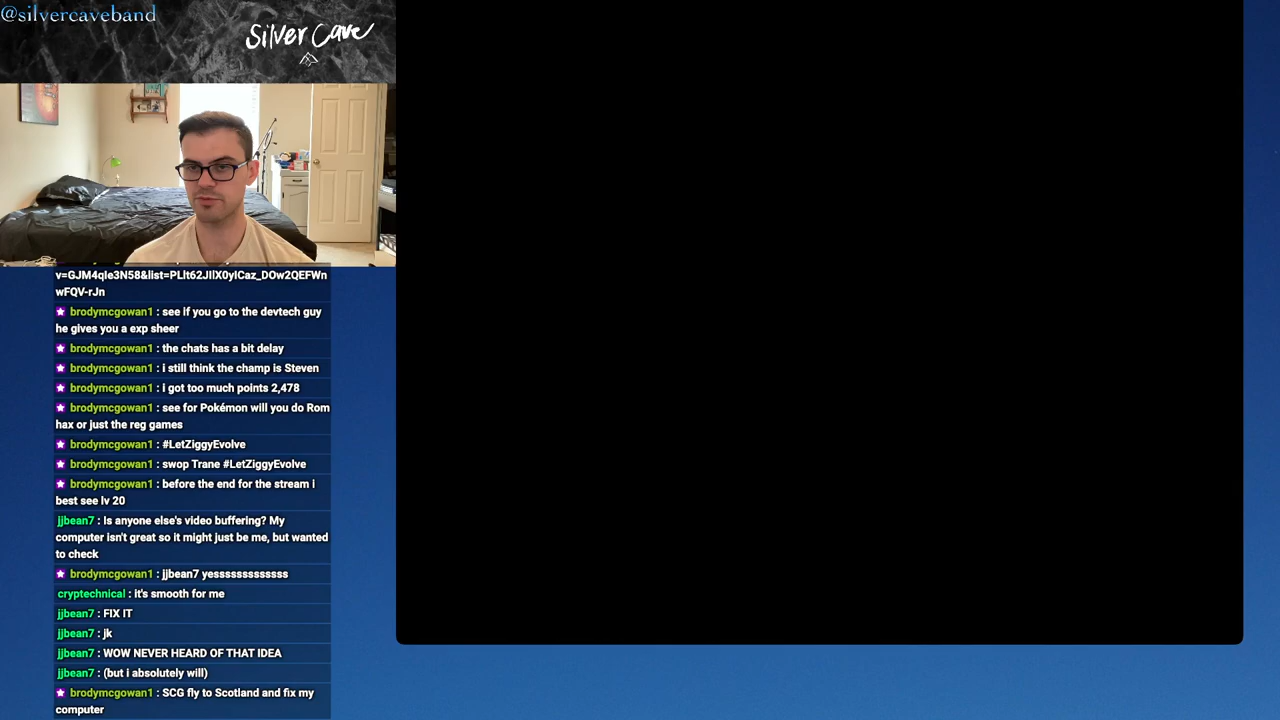 @silvercaveband
Silver Cave
v=GJM4qle3N58&list=PLlt62JIlX0yICaz_DOw2QEFWn
wFQV-rJn
brodymcgowan1 : see if you go to the devtech guy
he gives you a exp sheer
brodymcgowan1 : the chats has a bit delay
brodymcgowan1 : i still think the champ is Steven
brodymcgowan1 : i got too much points 2,478
brodymcgowan1 : see for Pokémon will you do Rom
hax or just the reg games
brodymcgowan1 : #LetZiggyEvolve
brodymcgowan1 : swop Trane #LetZiggyEvolve
brodymcgowan1 : before the end for the stream i
best see lv 20
jjbean7 : Is anyone else's video buffering? My
computer isn't great so it might just be me, but wanted
to check
brodymcgowan1 : jjbean7 yesssssssssssss
cryptechnical : it's smooth for me
jjbean7 : FIX IT
jjbean7 : jk
jjbean7 : WOW NEVER HEARD OF THAT IDEA
jjbean7 : (but i absolutely will)
brodymcgowan1 : SCG fly to Scotland and fix my
computer